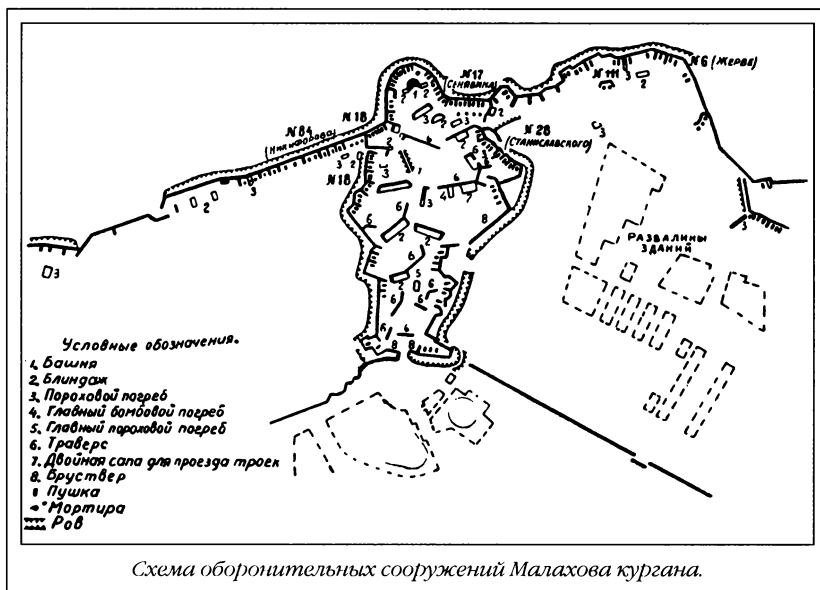 №17
(СЕНЯВИНА)
№111
№6 (ЖЕРВЕ)
№18
№84
(НИКИФОРОВА)
№28
(СТАНИСЛАВСКОГО)
№18
РАЗВАЛИНЫ
ЗДАНИЙ
Условные обозначения.
1. Башня
2. Блиндаж
3. Пороховой погреб
4. Главный бомбовой погреб
5. Главный пороховой погреб
6. Траверс
7. Двойная сапа для проезда троек
8. Бруствер
Пушка
Мортира
Ров
Схема оборонительных сооружений Малахова кургана.